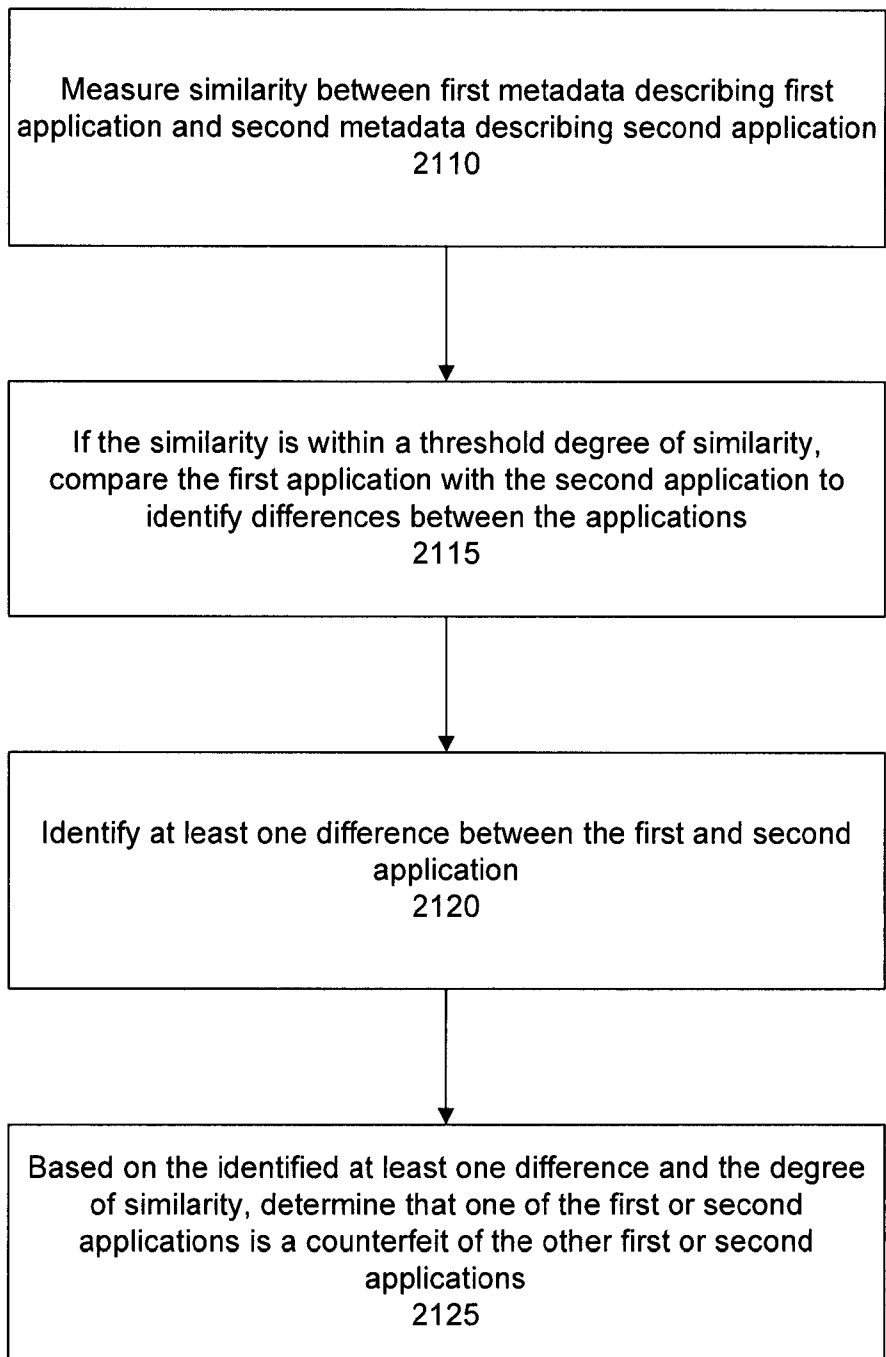 Measure similarity between first metadata describing first
application and second metadata describing second application
2110
If the similarity is within a threshold degree of similarity,
compare the first application with the second application to
identify differences between the applications
2115
Identify at least one difference between the first and second
application
2120
Based on the identified at least one difference and the degree
of similarity, determine that one of the first or second
applications is a counterfeit of the other first or second
applications
2125